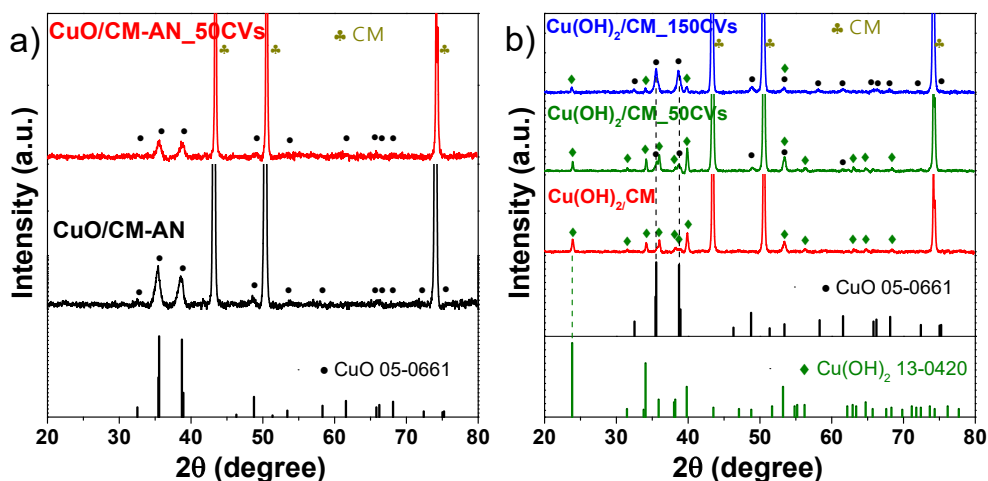 a)
CuO/CM-AN_50CVs
♣ CM
CuO/CM-AN
• CuO 05-0661
Intensity (a.u.)
20 30 40 50 60 70 80
2θ (degree)
b)
Cu(OH)₂/CM_150CVs
♣ CM
Cu(OH)₂/CM_50CVs
Cu(OH)₂/CM
• CuO 05-0661
♦ Cu(OH)₂ 13-0420
Intensity (a.u.)
20 30 40 50 60 70 80
2θ (degree)